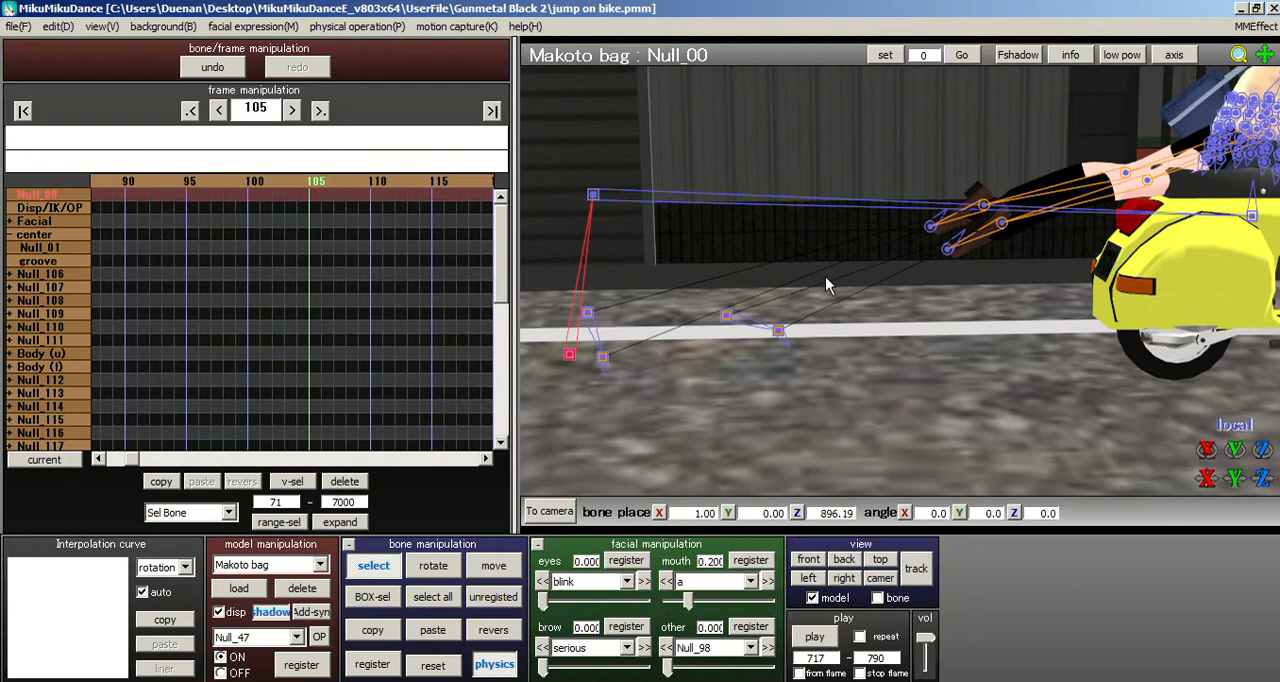 MikuMikuDance [C:\Users\Duenan\Desktop\MikuMikuDanceE_v803x64\UserFile\Gunmetal Black 2\jump on bike.pmm]
file(F) edit(D) view(V) background(B) facial expression(M) physical operation(P) motion capture(K) help(H) MMEffect
bone/frame manipulation
undo redo
frame manipulation
|< .< < 105 > >. >|
90 95 100 105 110 115
Null_00
Disp/IK/OP
+ Facial
- center
Null_01
groove
+ Null_106
+ Null_107
+ Null_108
+ Null_109
+ Null_110
+ Null_111
+ Body (u)
+ Body (l)
+ Null_112
+ Null_113
+ Null_114
+ Null_115
+ Null_116
+ Null_117
current
copy paste revers v-sel delete
Sel Bone 71 - 7000
range-sel expand
Makoto bag : Null_00
set 0 Go Fshadow info low pow axis
local
X Y Z
X Y Z
To camera bone place X 1.00 Y 0.00 Z 896.19 angle X 0.0 Y 0.0 Z 0.0
Interpolation curve
rotation
auto
copy
paste
liner
model manipulation
Makoto bag
load delete
disp shadow Add-syn
Null_47 OP
ON
OFF
register
- bone manipulation
select rotate move
BOX-sel select all unregisted
copy paste revers
register reset physics
- facial manipulation
eyes 0.000 register mouth 0.200 register
<< blink >> << a >>
brow 0.000 register other 0.000 register
<< serious >> << Null_98 >>
view
front back top track
left right camer
model bone
play
play repeat
717 - 790
from flame stop flame
vol